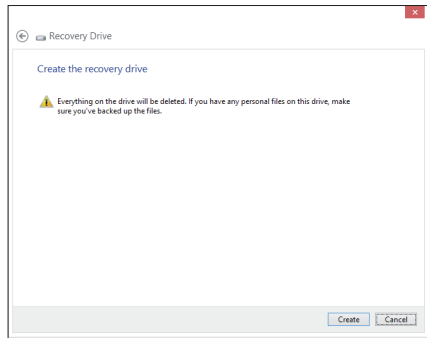 Recovery Drive
Create the recovery drive
Everything on the drive will be deleted. If you have any personal files on this drive, make
sure you've backed up the files.
Create Cancel